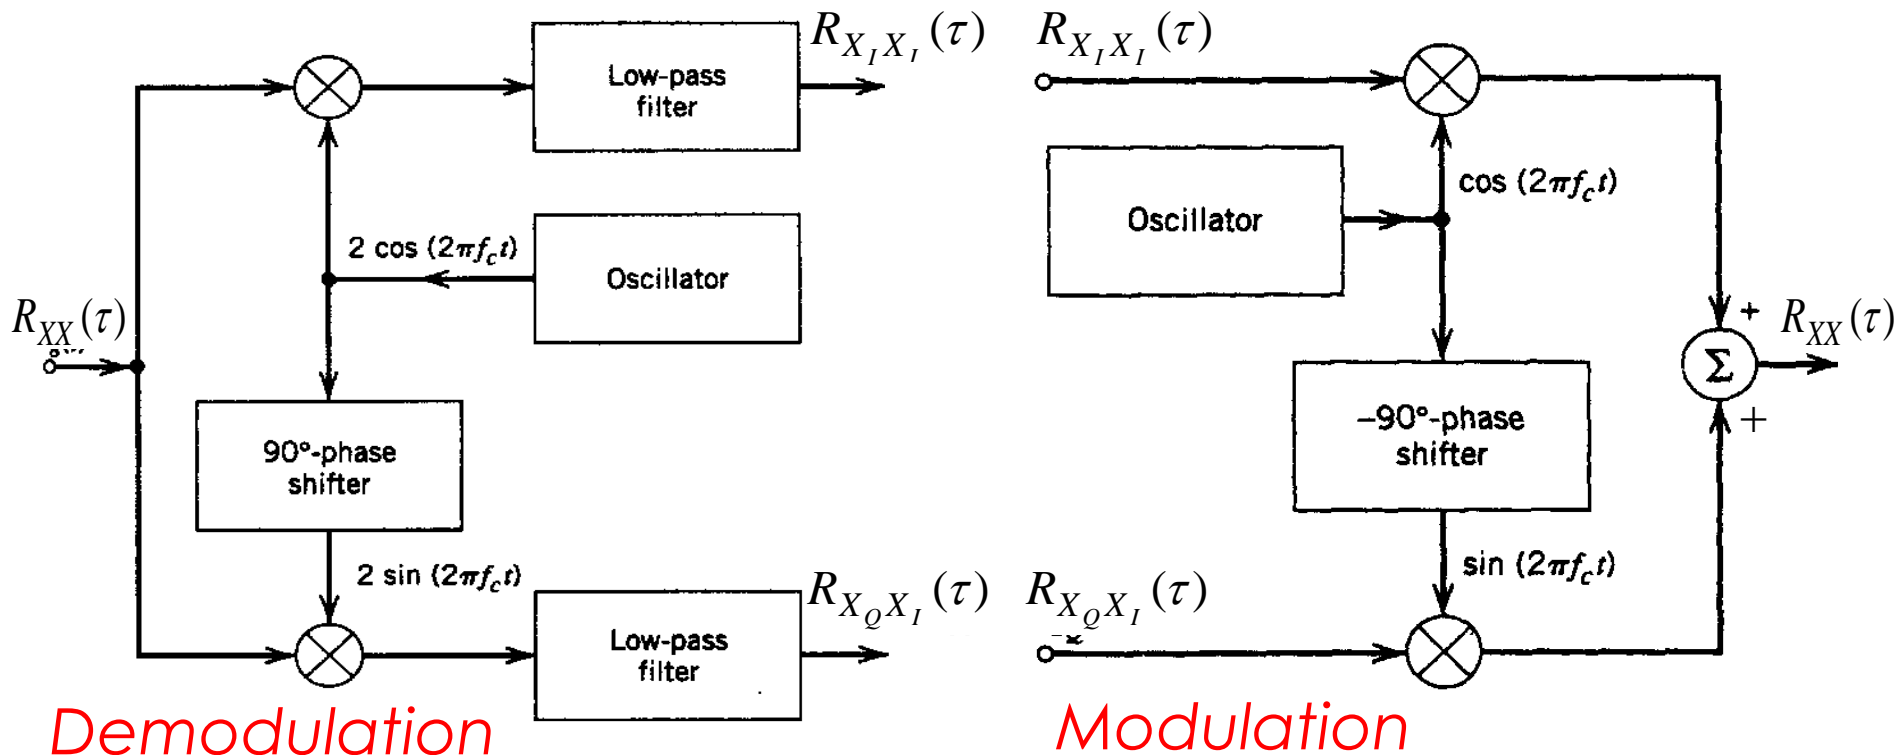 R_{XX}(τ)
2 cos (2πf_c t)
Oscillator
90°-phase
shifter
2 sin (2πf_c t)
Low-pass
filter
R_{X_I X_I}(τ)
Low-pass
filter
R_{X_Q X_I}(τ)
Demodulation
R_{X_I X_I}(τ)
Oscillator
cos (2πf_c t)
-90°-phase
shifter
sin (2πf_c t)
R_{X_Q X_I}(τ)
+
Σ
+
R_{XX}(τ)
Modulation